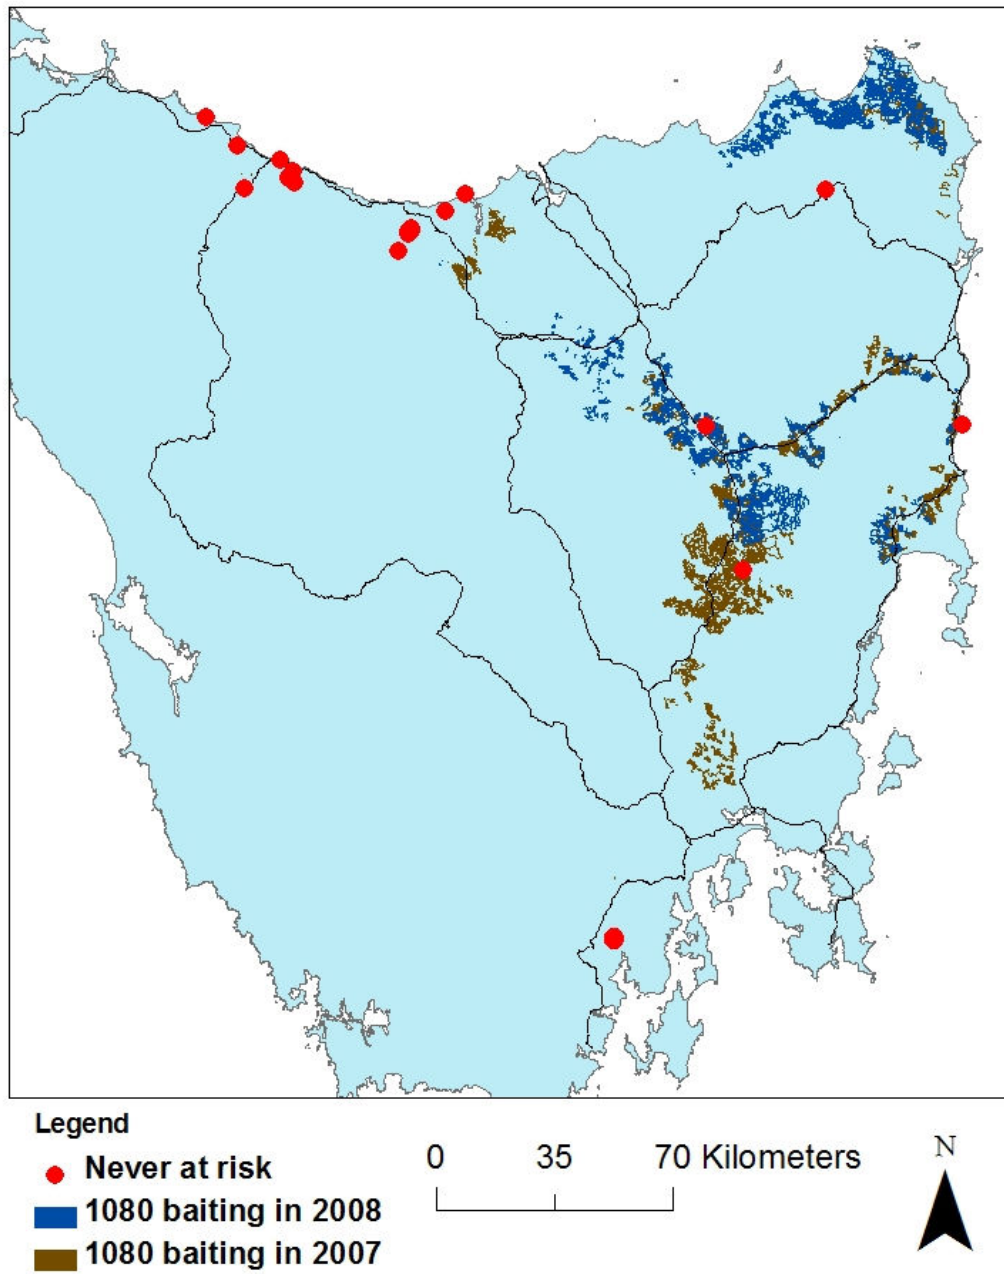 Legend
Never at risk
1080 baiting in 2008
1080 baiting in 2007
0 35 70 Kilometers
N